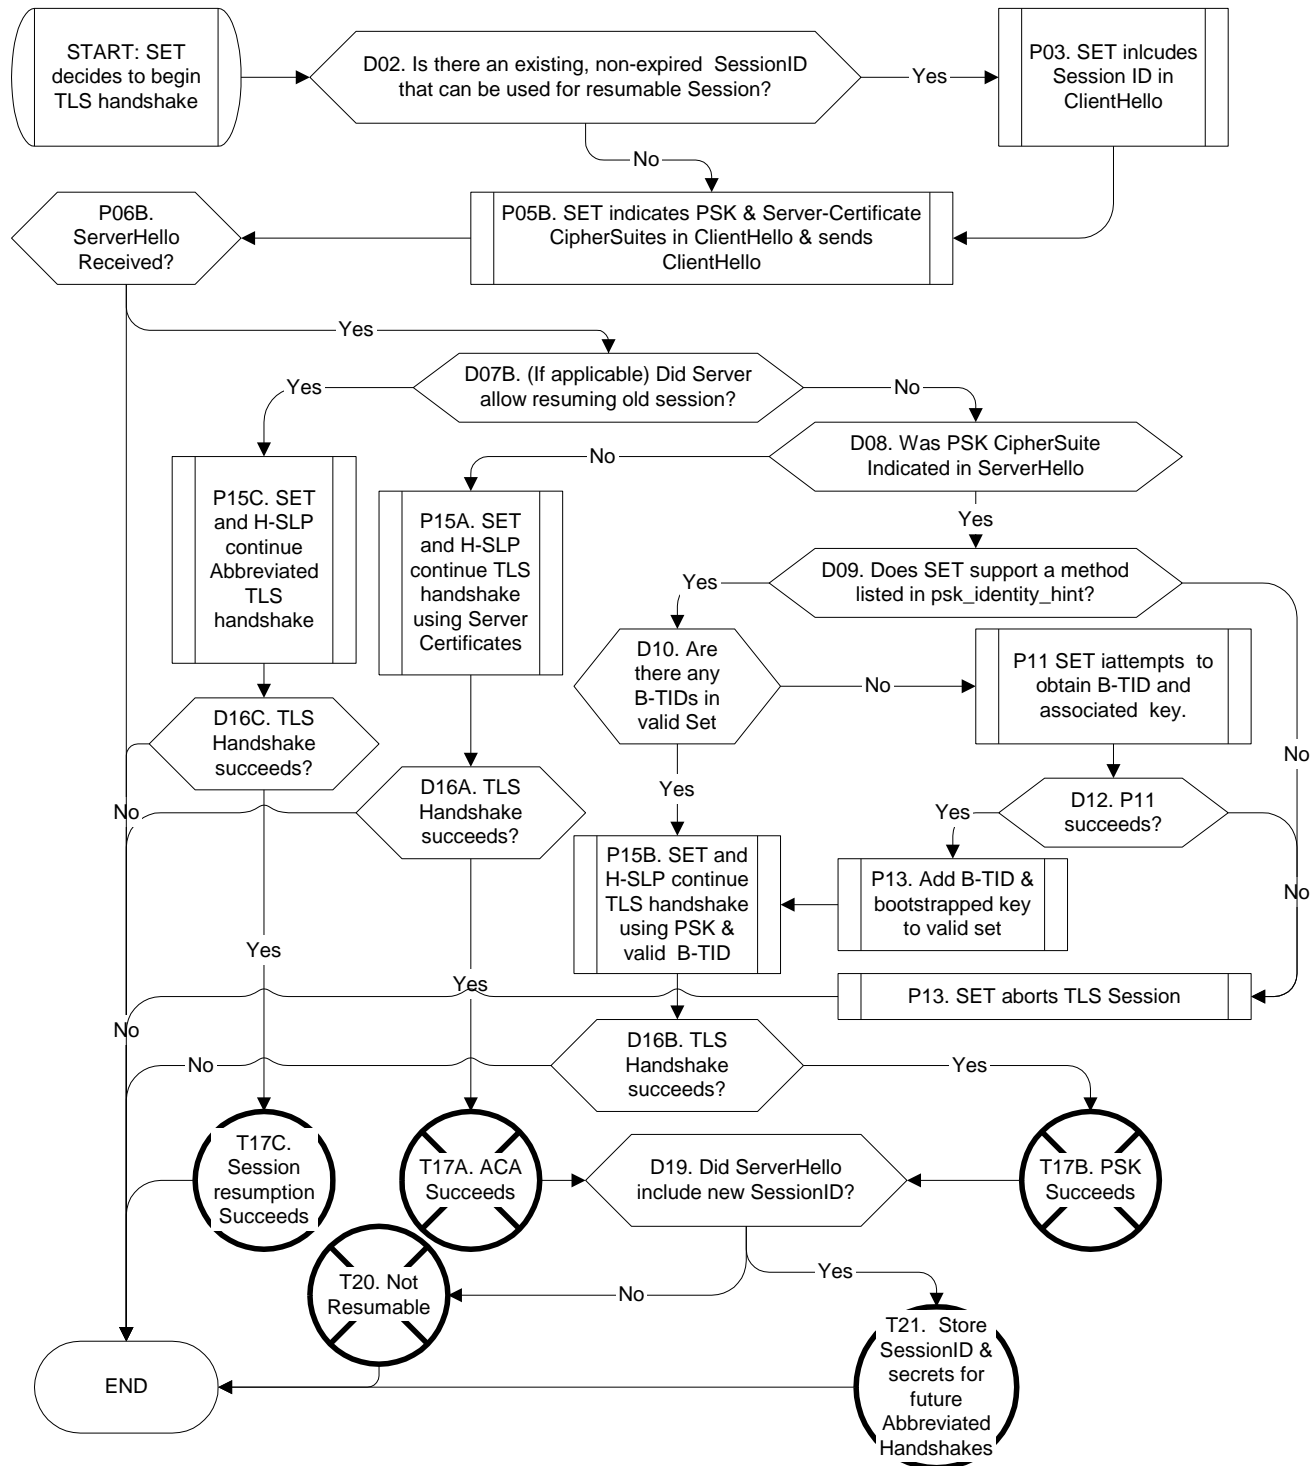 START: SET
decides to begin
TLS handshake
D02. Is there an existing, non-expired SessionID
that can be used for resumable Session?
Yes
P03. SET inlcudes
Session ID in
ClientHello
No
P06B.
ServerHello
Received?
P05B. SET indicates PSK & Server-Certificate
CipherSuites in ClientHello & sends
ClientHello
Yes
D07B. (If applicable) Did Server
allow resuming old session?
Yes
No
D08. Was PSK CipherSuite
Indicated in ServerHello
No
Yes
P15C. SET
and H-SLP
continue
Abbreviated
TLS
handshake
P15A. SET
and H-SLP
continue TLS
handshake
using Server
Certificates
D09. Does SET support a method
listed in psk_identity_hint?
Yes
D10. Are
there any
B-TIDs in
valid Set
No
P11 SET iattempts to
obtain B-TID and
associated key.
No
D16C. TLS
Handshake
succeeds?
D16A. TLS
Handshake
succeeds?
No
Yes
Yes
D12. P11
succeeds?
No
P15B. SET and
H-SLP continue
TLS handshake
using PSK &
valid B-TID
P13. Add B-TID &
bootstrapped key
to valid set
Yes
Yes
P13. SET aborts TLS Session
No
D16B. TLS
Handshake
succeeds?
No
Yes
T17C.
Session
resumption
Succeeds
T17A. ACA
Succeeds
D19. Did ServerHello
include new SessionID?
T17B. PSK
Succeeds
T20. Not
Resumable
No
Yes
T21. Store
SessionID &
secrets for
future
Abbreviated
Handshakes
END